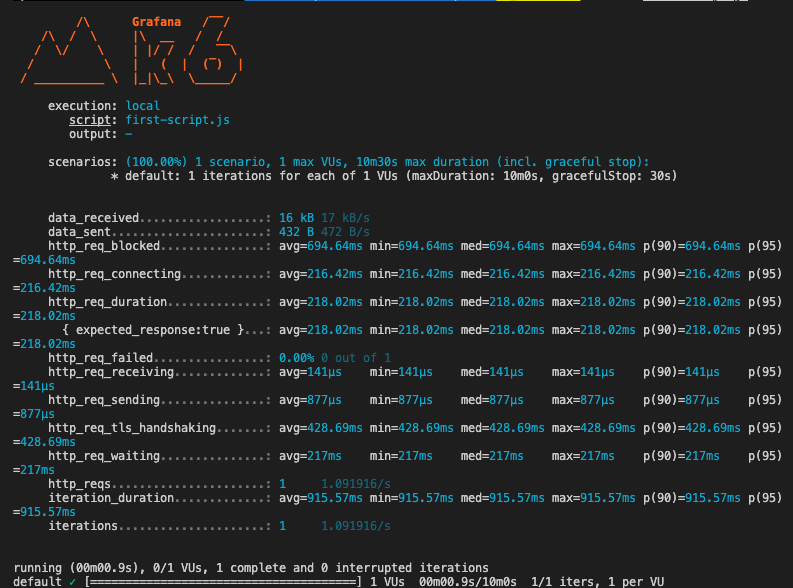 Grafana
execution: local
script: first-script.js
output: -
scenarios: (100.00%) 1 scenario, 1 max VUs, 10m30s max duration (incl. graceful stop):
* default: 1 iterations for each of 1 VUs (maxDuration: 10m0s, gracefulStop: 30s)
data_received..................: 16 kB 17 kB/s
data_sent......................: 432 B 472 B/s
http_req_blocked...............: avg=694.64ms min=694.64ms med=694.64ms max=694.64ms p(90)=694.64ms p(95)
=694.64ms
http_req_connecting............: avg=216.42ms min=216.42ms med=216.42ms max=216.42ms p(90)=216.42ms p(95)
=216.42ms
http_req_duration..............: avg=218.02ms min=218.02ms med=218.02ms max=218.02ms p(90)=218.02ms p(95)
=218.02ms
{ expected_response:true }...: avg=218.02ms min=218.02ms med=218.02ms max=218.02ms p(90)=218.02ms p(95)
=218.02ms
http_req_failed................: 0.00% 0 out of 1
http_req_receiving.............: avg=141µs min=141µs med=141µs max=141µs p(90)=141µs p(95)
=141µs
http_req_sending...............: avg=877µs min=877µs med=877µs max=877µs p(90)=877µs p(95)
=877µs
http_req_tls_handshaking.......: avg=428.69ms min=428.69ms med=428.69ms max=428.69ms p(90)=428.69ms p(95)
=428.69ms
http_req_waiting...............: avg=217ms min=217ms med=217ms max=217ms p(90)=217ms p(95)
=217ms
http_reqs......................: 1 1.091916/s
iteration_duration.............: avg=915.57ms min=915.57ms med=915.57ms max=915.57ms p(90)=915.57ms p(95)
=915.57ms
iterations.....................: 1 1.091916/s
running (00m00.9s), 0/1 VUs, 1 complete and 0 interrupted iterations
default ✓ [======================================] 1 VUs 00m00.9s/10m0s 1/1 iters, 1 per VU